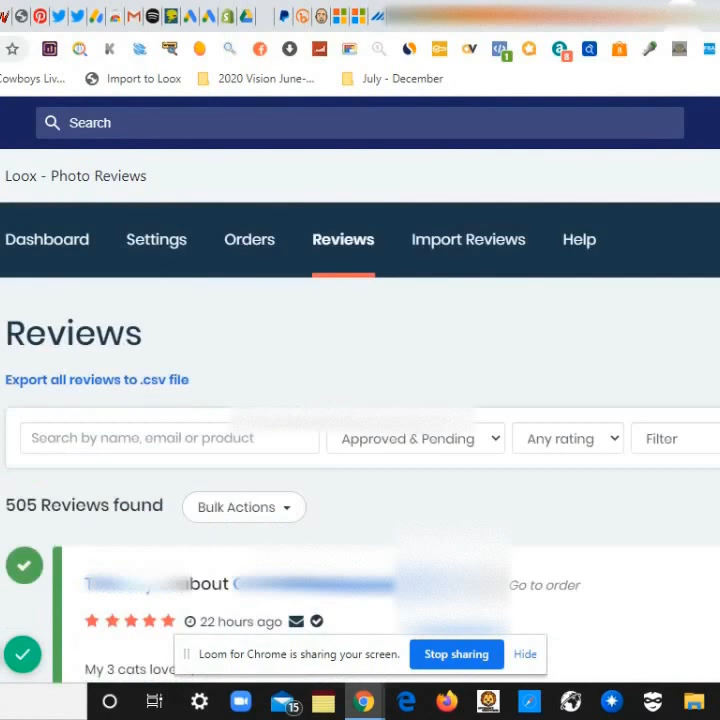 Cowboys Liv...
Import to Loox
2020 Vision June-...
July - December
Search
Loox - Photo Reviews
Dashboard
Settings
Orders
Reviews
Import Reviews
Help
Reviews
Export all reviews to .csv file
Search by name, email or product
Approved & Pending
Any rating
Filter
505 Reviews found
Bulk Actions
about
Go to order
22 hours ago
Loom for Chrome is sharing your screen.
Stop sharing
Hide
My 3 cats love
15